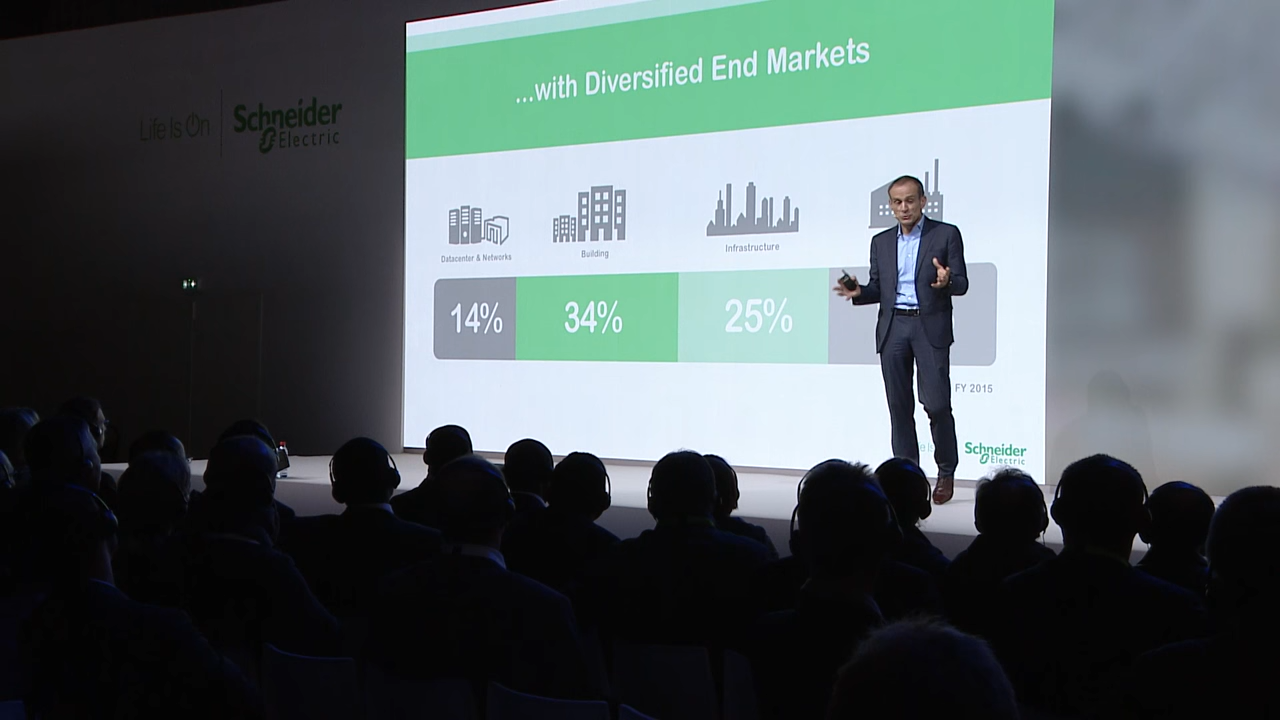 ...with Diversified End Markets
Life Is On
Schneider
Electric
Datacenter & Networks
Building
Infrastructure
14%
34%
25%
FY 2015
Schneider
Electric